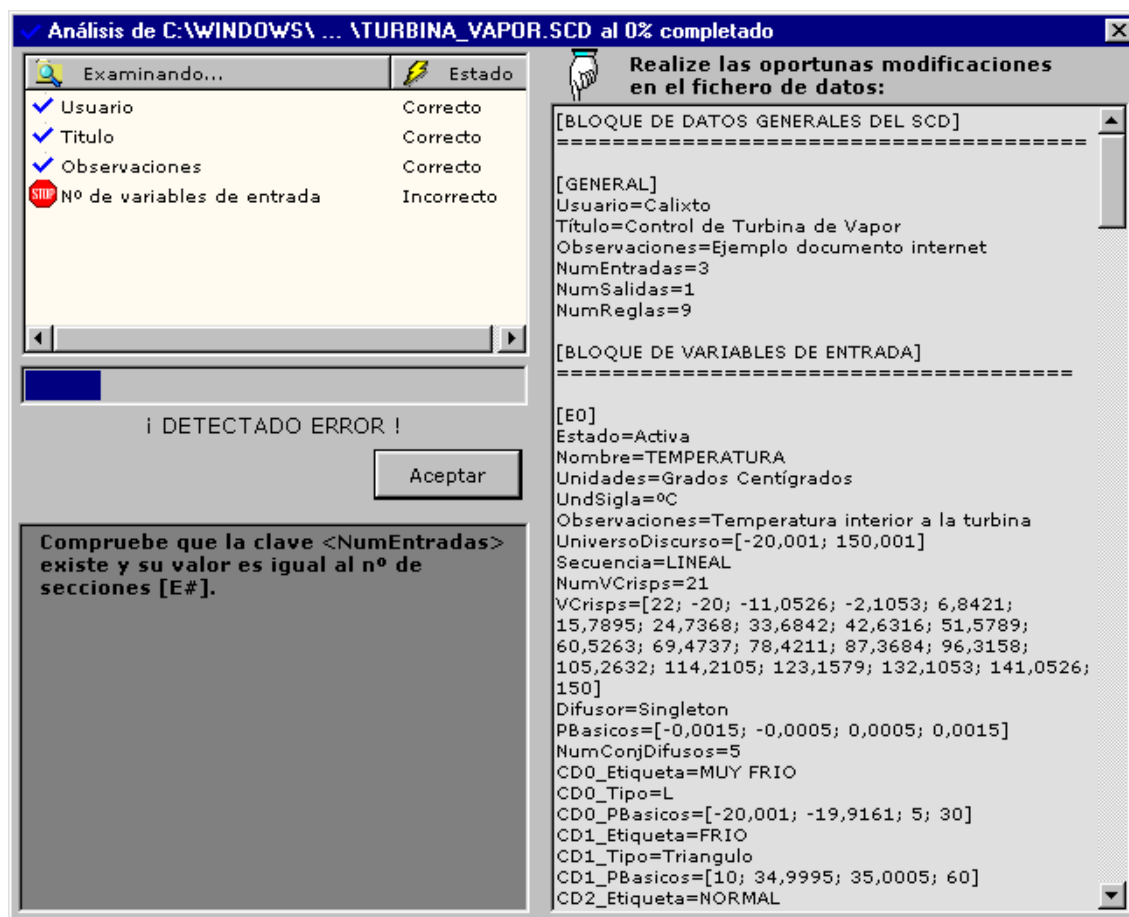 Análisis de C:\WINDOWS\ ... \TURBINA_VAPOR.SCD al 0% completado
Examinando... Estado
Usuario Correcto
Titulo Correcto
Observaciones Correcto
STOP Nº de variables de entrada Incorrecto
¡ DETECTADO ERROR !
Aceptar
Compruebe que la clave <NumEntradas>
existe y su valor es igual al nº de
secciones [E#].
Realize las oportunas modificaciones
en el fichero de datos:
[BLOQUE DE DATOS GENERALES DEL SCD]
======================================
[GENERAL]
Usuario=Calixto
Título=Control de Turbina de Vapor
Observaciones=Ejemplo documento internet
NumEntradas=3
NumSalidas=1
NumReglas=9
[BLOQUE DE VARIABLES DE ENTRADA]
=====================================
[E0]
Estado=Activa
Nombre=TEMPERATURA
Unidades=Grados Centígrados
UndSigla=ºC
Observaciones=Temperatura interior a la turbina
UniversoDiscurso=[-20,001; 150,001]
Secuencia=LINEAL
NumVCrisps=21
VCrisps=[22; -20; -11,0526; -2,1053; 6,8421;
15,7895; 24,7368; 33,6842; 42,6316; 51,5789;
60,5263; 69,4737; 78,4211; 87,3684; 96,3158;
105,2632; 114,2105; 123,1579; 132,1053; 141,0526;
150]
Difusor=Singleton
PBasicos=[-0,0015; -0,0005; 0,0005; 0,0015]
NumConjDifusos=5
CD0_Etiqueta=MUY FRIO
CD0_Tipo=L
CD0_PBasicos=[-20,001; -19,9161; 5; 30]
CD1_Etiqueta=FRIO
CD1_Tipo=Triangulo
CD1_PBasicos=[10; 34,9995; 35,0005; 60]
CD2_Etiqueta=NORMAL